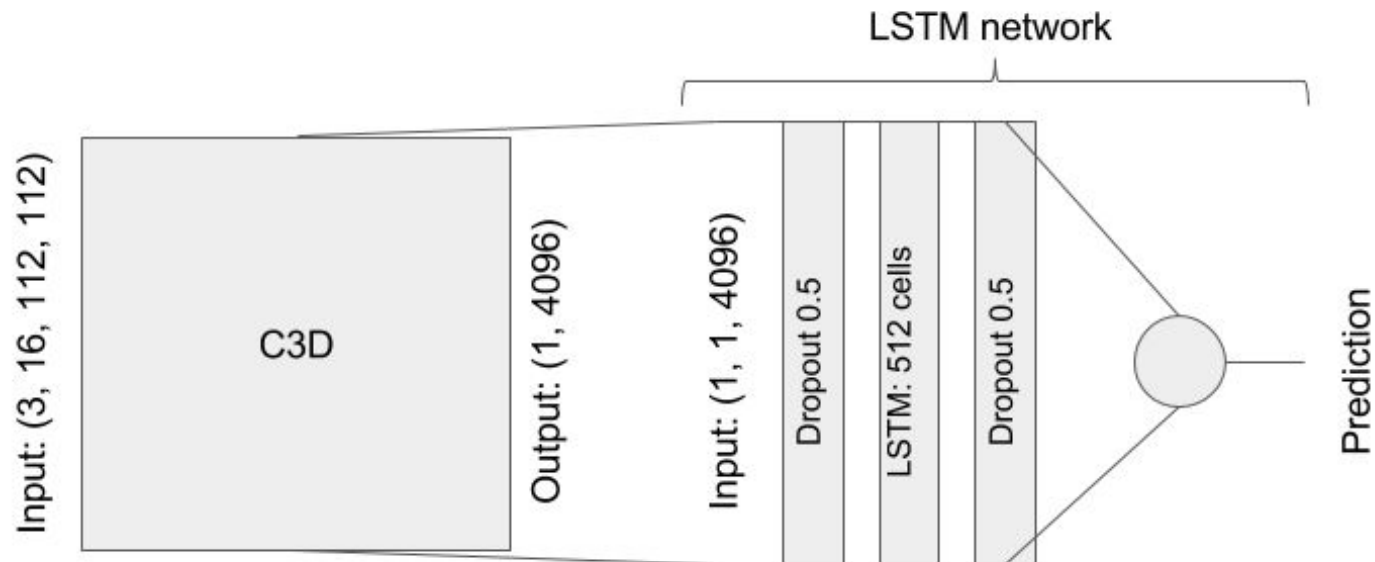 LSTM network
Input: (3, 16, 112, 112)
C3D
Output: (1, 4096)
Input: (1, 1, 4096)
Dropout 0.5
LSTM: 512 cells
Dropout 0.5
Prediction